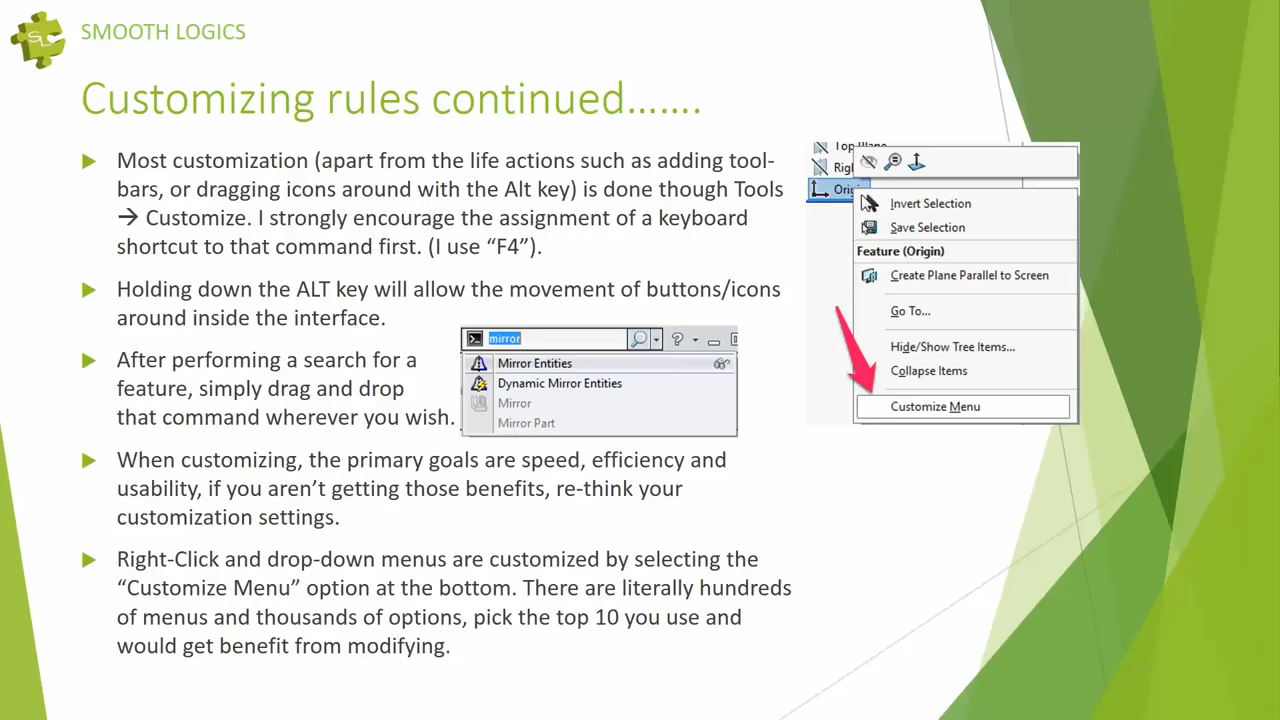 SL
SMOOTH LOGICS
Customizing rules continued…….
Most customization (apart from the life actions such as adding tool-
bars, or dragging icons around with the Alt key) is done though Tools
→ Customize. I strongly encourage the assignment of a keyboard
shortcut to that command first. (I use “F4”).
Holding down the ALT key will allow the movement of buttons/icons
around inside the interface.
After performing a search for a
feature, simply drag and drop
that command wherever you wish.
mirror
?
Mirror Entities
Dynamic Mirror Entities
Mirror
Mirror Part
When customizing, the primary goals are speed, efficiency and
usability, if you aren’t getting those benefits, re-think your
customization settings.
Right-Click and drop-down menus are customized by selecting the
“Customize Menu” option at the bottom. There are literally hundreds
of menus and thousands of options, pick the top 10 you use and
would get benefit from modifying.
Top Plane
Invert Selection
Save Selection
Feature (Origin)
Create Plane Parallel to Screen
Go To...
Hide/Show Tree Items...
Collapse Items
Customize Menu